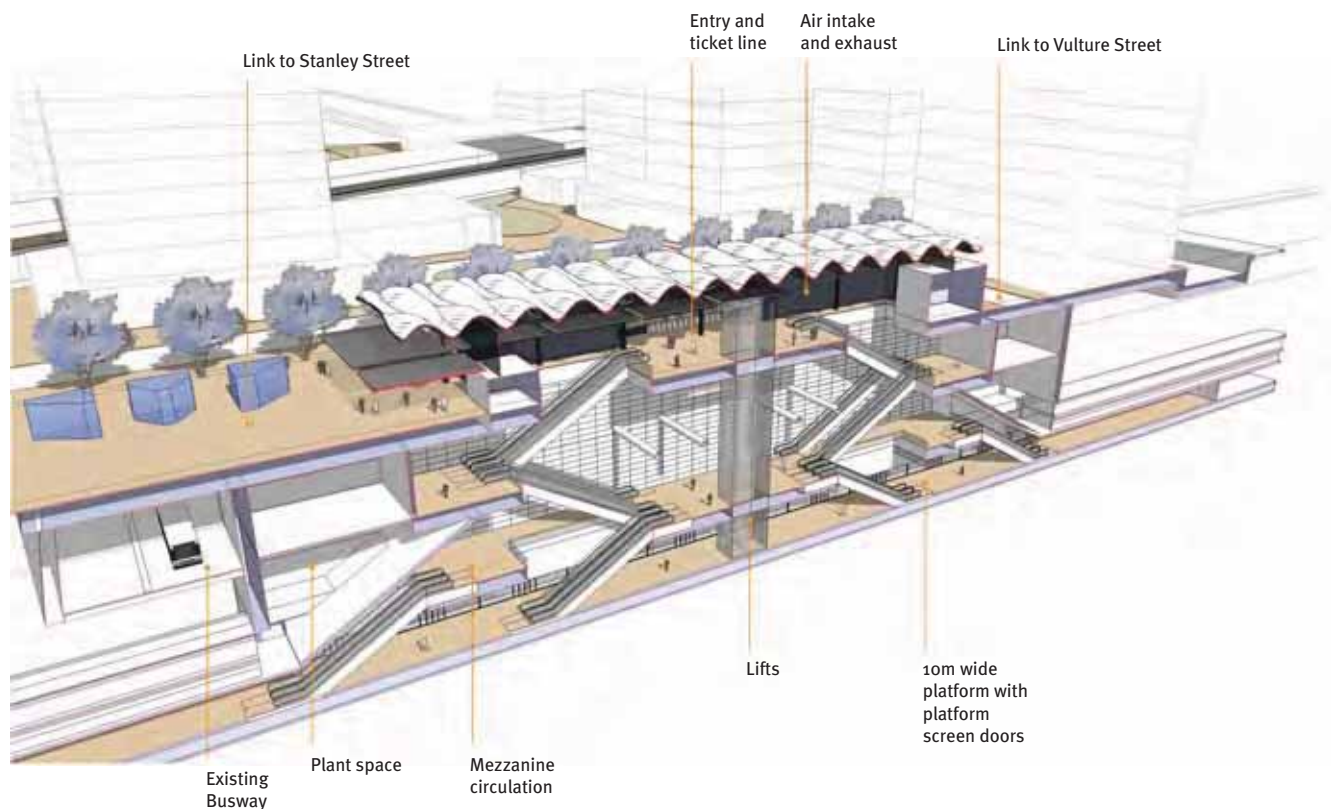 Entry and
ticket line
Air intake
and exhaust
Link to Stanley Street
Link to Vulture Street
Lifts
10m wide
platform with
platform
screen doors
Plant space
Mezzanine
circulation
Existing
Busway